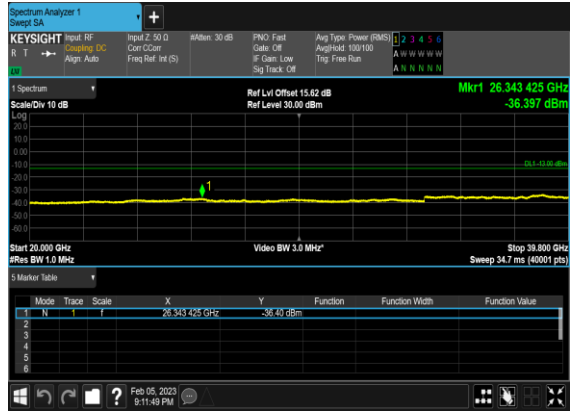 Spectrum Analyzer 1
Swept SA
KEYSIGHT
R T
LW
Input: RF
Coupling: DC
Align: Auto
Input Z: 50 Ω
Corr CCorr
Freq Ref: Int (S)
#Atten: 30 dB
PNO: Fast
Gate: Off
IF Gain: Low
Sig Track: Off
Avg Type: Power (RMS)
Avg|Hold: 100/100
Trig: Free Run
1 2 3 4 5 6
A W W W W W
A N N N N N
1 Spectrum
Scale/Div 10 dB
Ref Lvl Offset 15.62 dB
Ref Level 30.00 dBm
Mkr1 26.343 425 GHz
-36.397 dBm
Log
20.0
10.0
0.00
-10.0
DL1 -13.00 dBm
-20.0
1
-30.0
-40.0
-50.0
-60.0
Start 20.000 GHz
#Res BW 1.0 MHz
Video BW 3.0 MHz*
Stop 39.800 GHz
Sweep 34.7 ms (40001 pts)
5 Marker Table
Mode Trace Scale X Y Function Function Width Function Value
1 N 1 f 26.343 425 GHz -36.40 dBm
2
3
4
5
6
?
Feb 05, 2023
9:11:49 PM